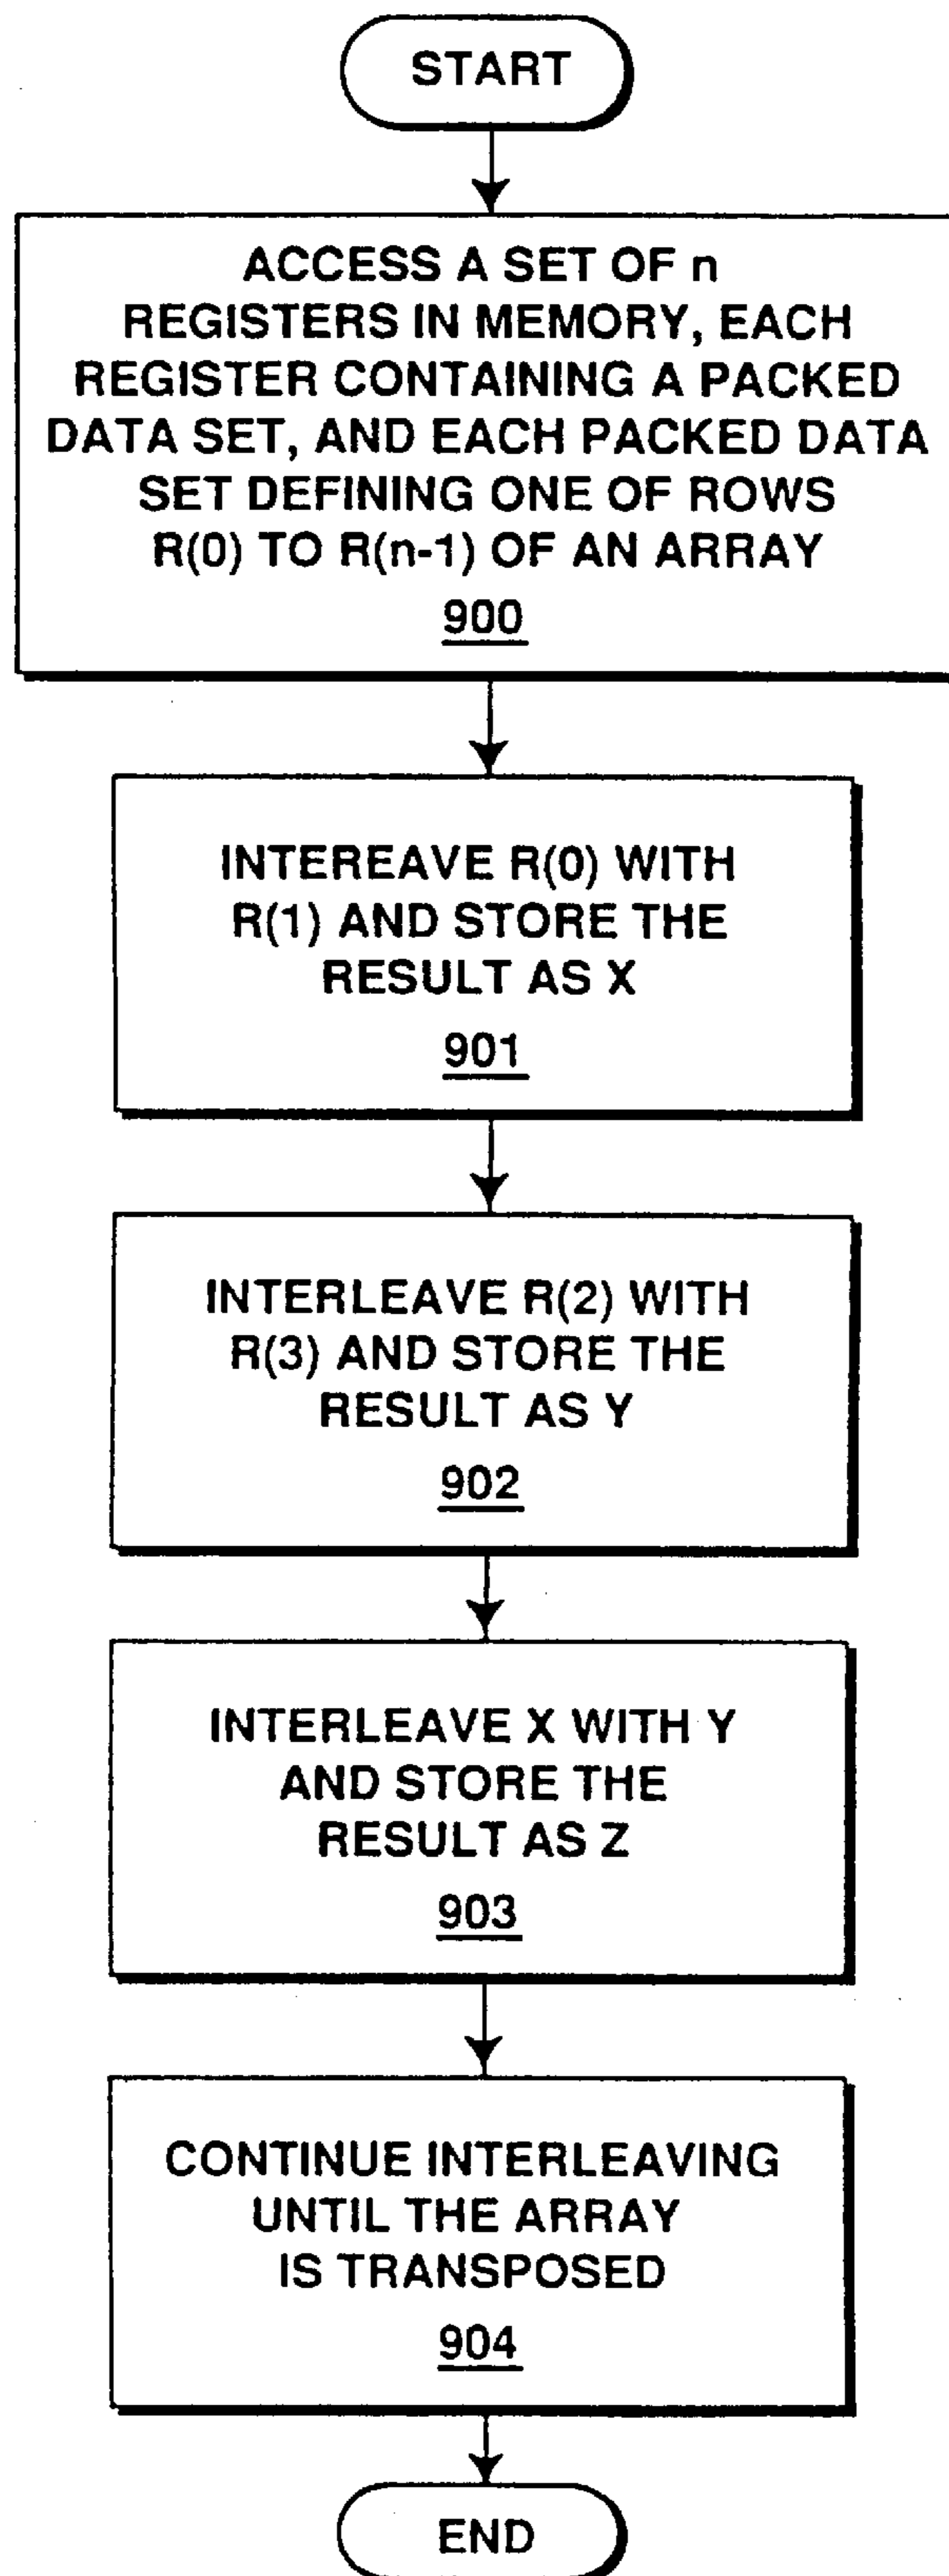 START
ACCESS A SET OF n
REGISTERS IN MEMORY, EACH
REGISTER CONTAINING A PACKED
DATA SET, AND EACH PACKED DATA
SET DEFINING ONE OF ROWS
R(0) TO R(n-1) OF AN ARRAY
900
INTEREAVE R(0) WITH
R(1) AND STORE THE
RESULT AS X
901
INTERLEAVE R(2) WITH
R(3) AND STORE THE
RESULT AS Y
902
INTERLEAVE X WITH Y
AND STORE THE
RESULT AS Z
903
CONTINUE INTERLEAVING
UNTIL THE ARRAY
IS TRANSPOSED
904
END